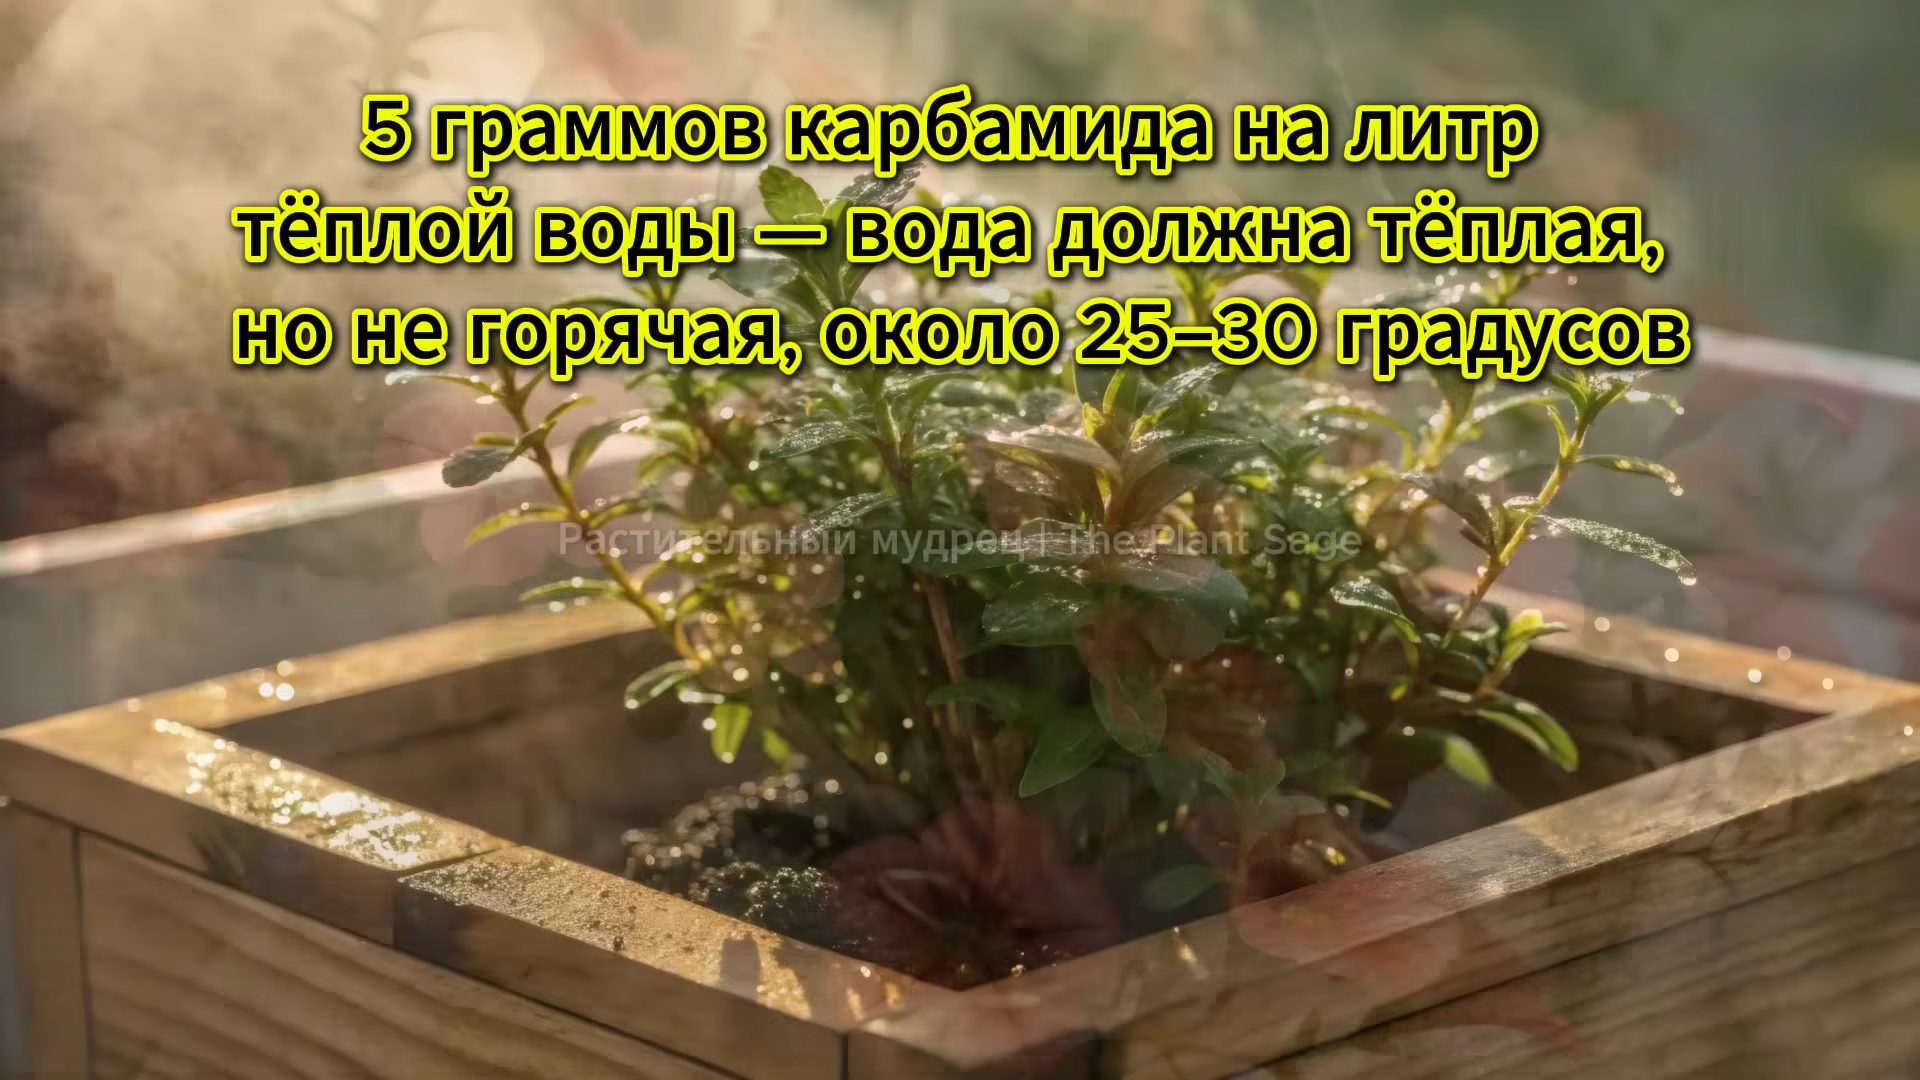 5 граммов карбамида на литр
тёплой воды — вода должна тёплая,
но не горячая, около 25–30 градусов
Растительный мудрец | The Plant Sage